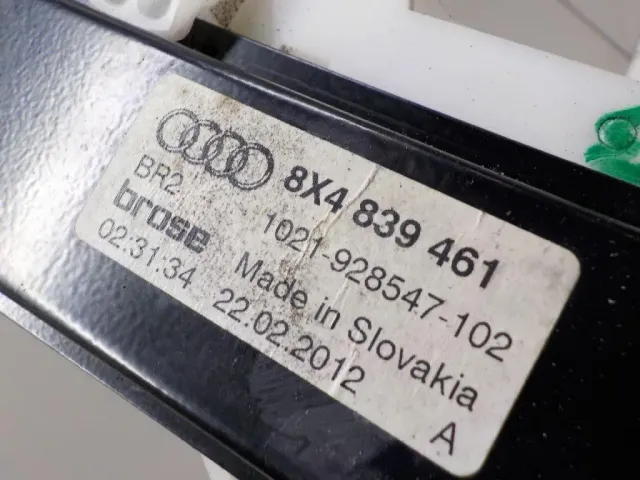 8X4 839 461
BR2 1021-928547-102
brose Made in Slovakia
02:31:34 22.02.2012 A